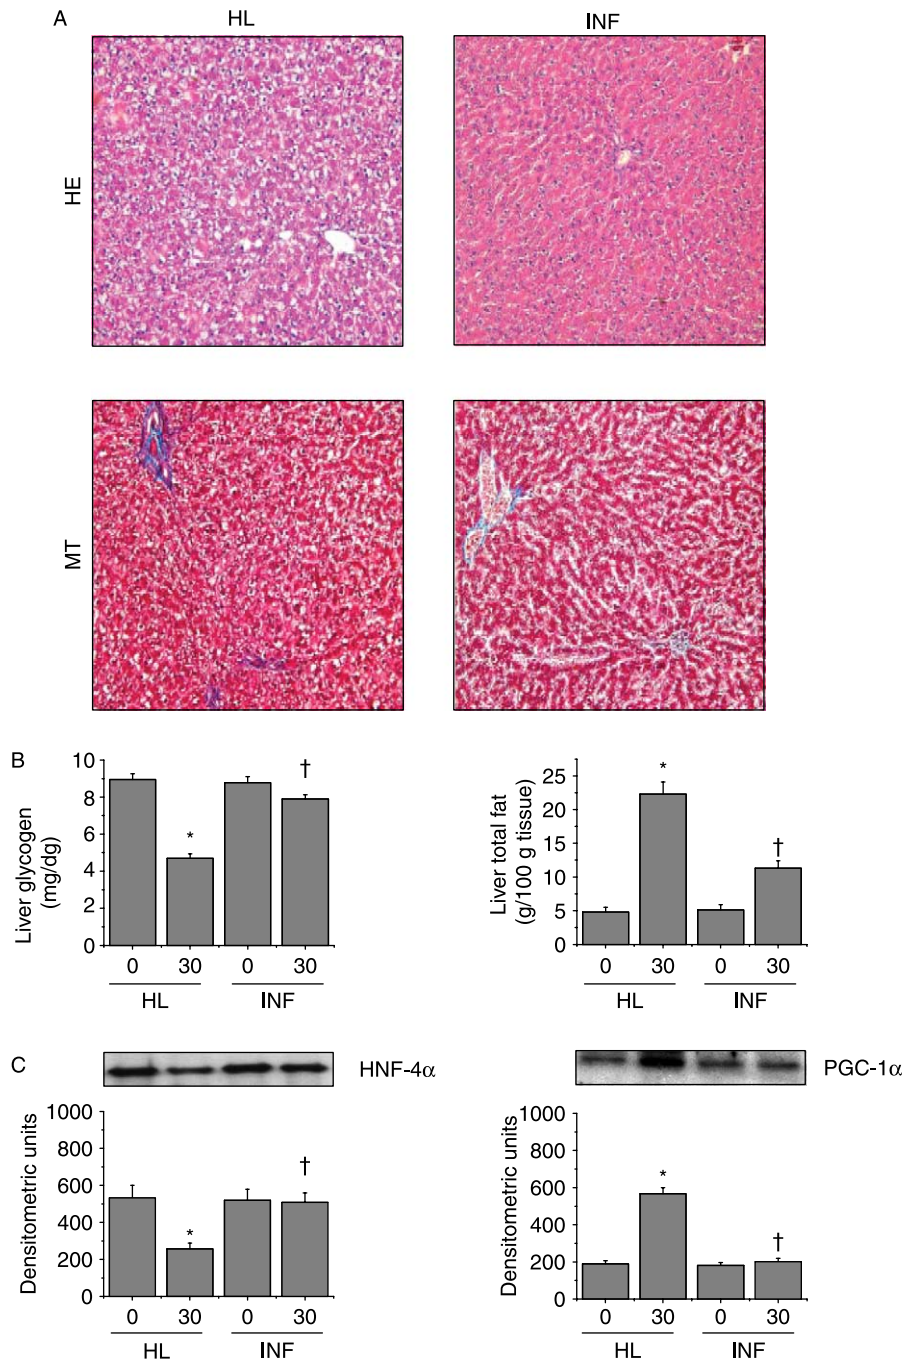 A
HL
INF
HE
MT
B
Liver glycogen
(mg/dg)
10
8
6
4
2
0
0 30 0 30
HL INF
Liver total fat
(g/100 g tissue)
25
20
15
10
5
0
*
†
0 30 0 30
HL INF
*
†
C
HNF-4α
Densitometric units
1000
800
600
400
200
0
*
†
0 30 0 30
HL INF
PGC-1α
Densitometric units
1000
800
600
400
200
0
*
†
0 30 0 30
HL INF